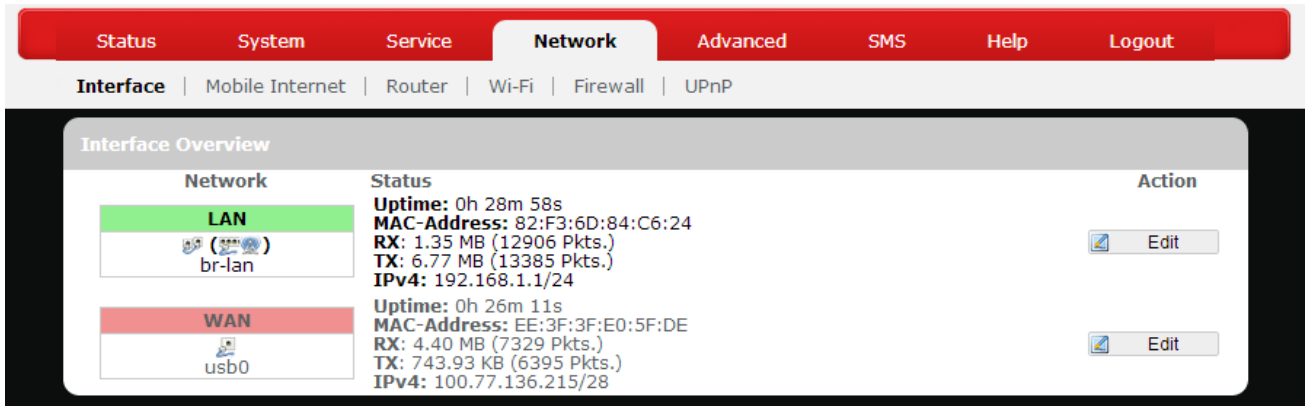 Status System Service Network Advanced SMS Help Logout
Interface | Mobile Internet | Router | Wi-Fi | Firewall | UPnP
Interface Overview
Network Status Action
LAN
br-lan
Uptime: 0h 28m 58s
MAC-Address: 82:F3:6D:84:C6:24
RX: 1.35 MB (12906 Pkts.)
TX: 6.77 MB (13385 Pkts.)
IPv4: 192.168.1.1/24
Edit
WAN
usb0
Uptime: 0h 26m 11s
MAC-Address: EE:3F:3F:E0:5F:DE
RX: 4.40 MB (7329 Pkts.)
TX: 743.93 KB (6395 Pkts.)
IPv4: 100.77.136.215/28
Edit